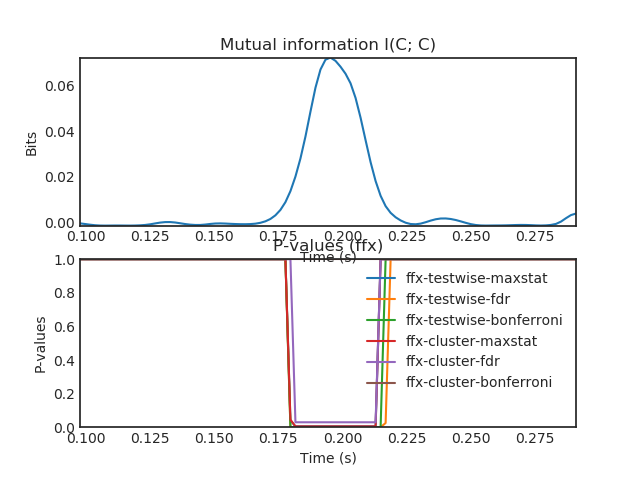 Mutual information I(C; C)
0.06
0.04
0.02
0.00
Bits
0.100 0.125 0.150 0.175 0.200 0.225 0.250 0.275
Time (s)
P-values (ffx)
1.0
0.8
0.6
0.4
0.2
0.0
P-values
ffx-testwise-maxstat
ffx-testwise-fdr
ffx-testwise-bonferroni
ffx-cluster-maxstat
ffx-cluster-fdr
ffx-cluster-bonferroni
0.100 0.125 0.150 0.175 0.200 0.225 0.250 0.275
Time (s)